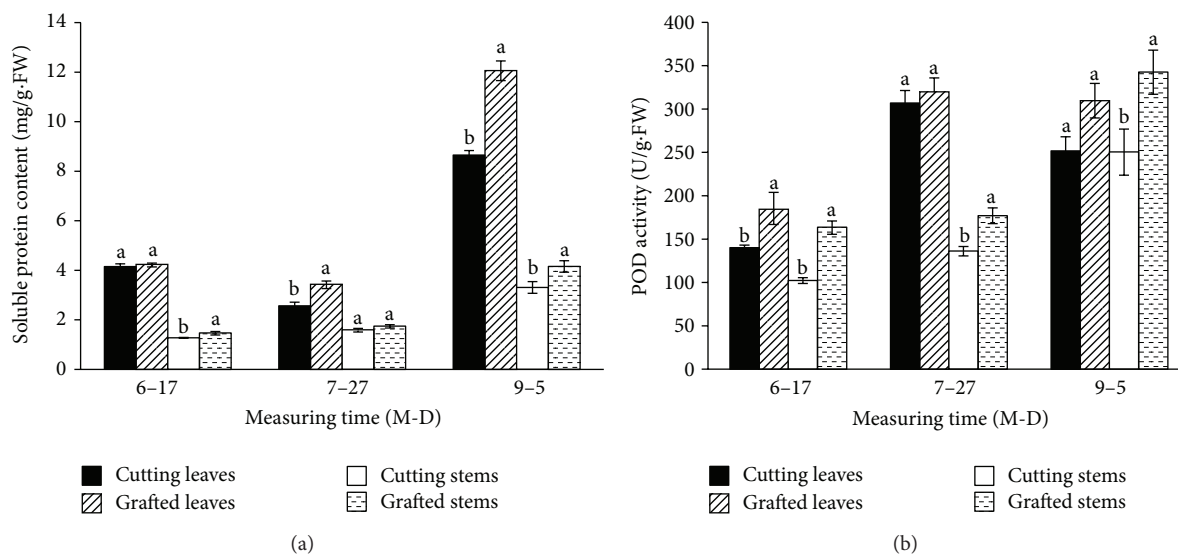 Soluble protein content (mg/g·FW)
14
12
10
8
6
4
2
0
a a b a
b a a a
b a b a
6–17 7–27 9–5
Measuring time (M-D)
Cutting leaves Cutting stems
Grafted leaves Grafted stems
(a)
POD activity (U/g·FW)
400
350
300
250
200
150
100
50
0
b a b a
a a b a
a a b a
6–17 7–27 9–5
Measuring time (M-D)
Cutting leaves Cutting stems
Grafted leaves Grafted stems
(b)